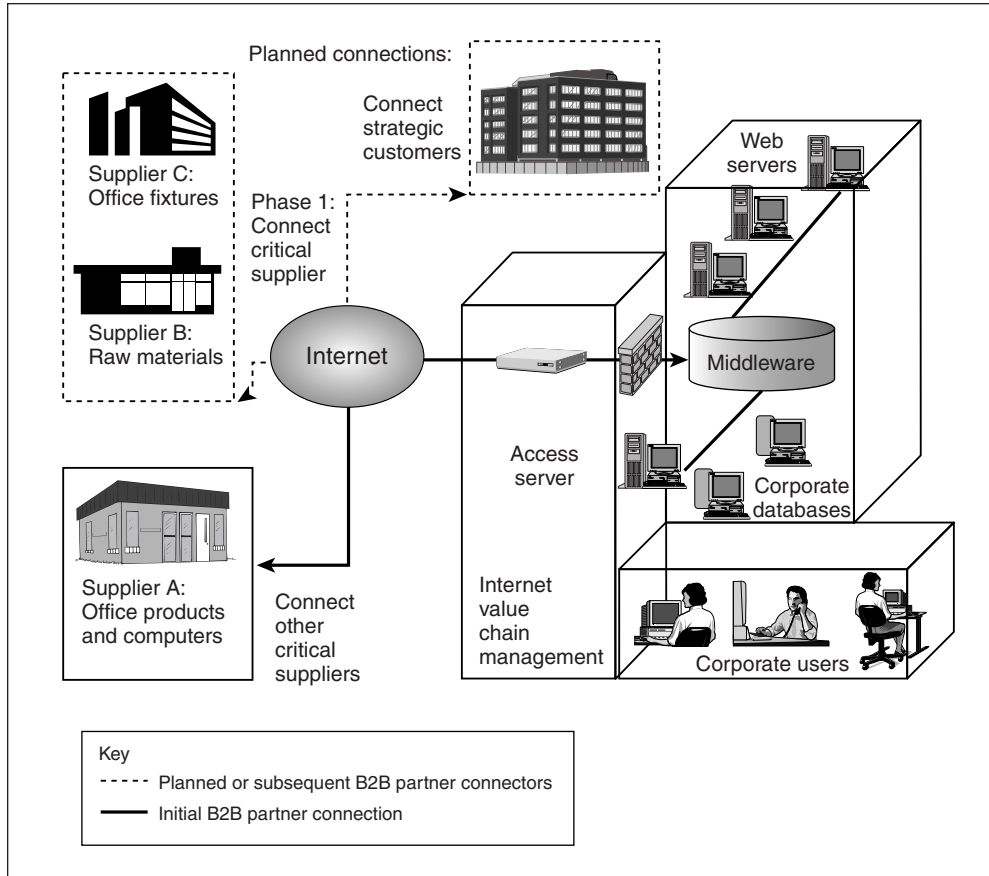 Planned connections:
Connect
strategic
customers
Supplier C:
Office fixtures
Supplier B:
Raw materials
Phase 1:
Connect
critical
supplier
Internet
Web
servers
Middleware
Access
server
Corporate
databases
Supplier A:
Office products
and computers
Connect
other
critical
suppliers
Internet
value
chain
management
Corporate users
Key
Planned or subsequent B2B partner connectors
Initial B2B partner connection